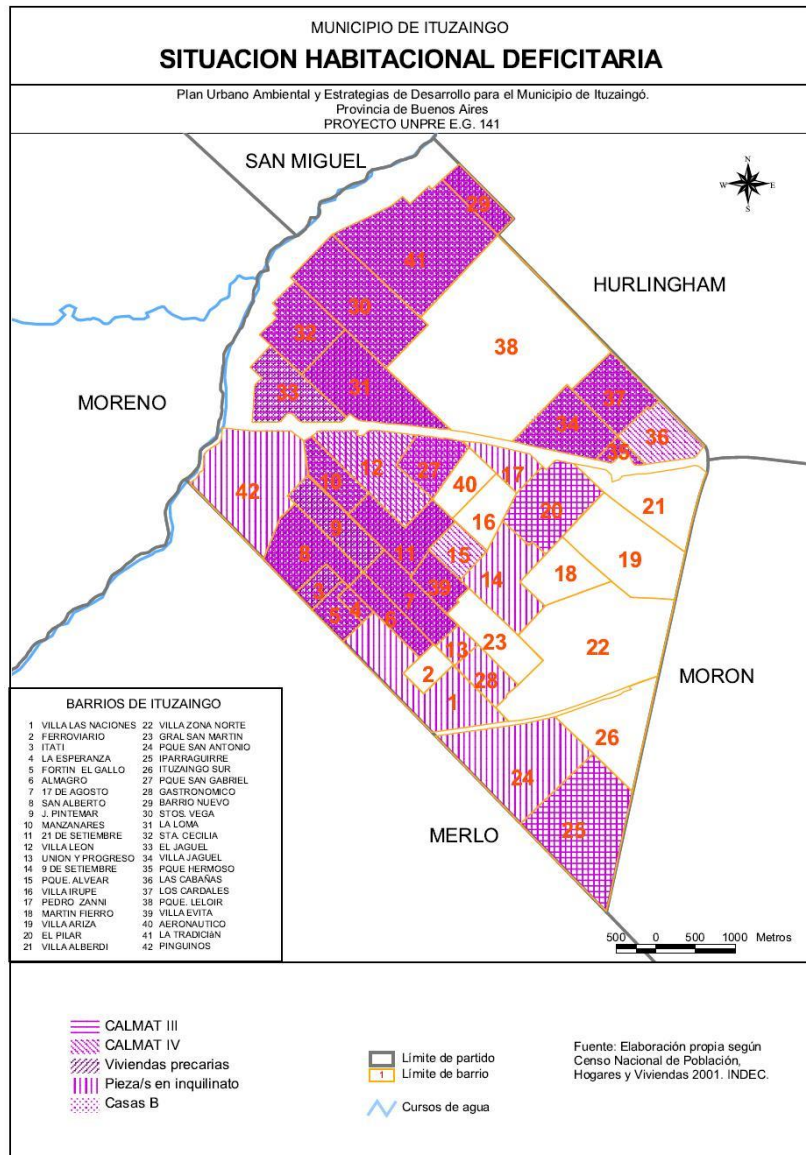 MUNICIPIO DE ITUZAINGO
SITUACION HABITACIONAL DEFICITARIA
Plan Urbano Ambiental y Estrategias de Desarrollo para el Municipio de Ituzaingó.
Provincia de Buenos Aires
PROYECTO UNPRE E.G. 141
SAN MIGUEL
N
W E
S
HURLINGHAM
MORENO
MORON
MERLO
29
41
30
38
32
31
33
37
34
36
35
42
12
27
17
10
40
20
21
16
9
11
15
19
8
14
18
3
7
39
4
5
6
23
22
13
2
28
1
26
24
25
BARRIOS DE ITUZAINGO
1 VILLA LAS NACIONES 22 VILLA ZONA NORTE
2 FERROVIARIO 23 GRAL SAN MARTIN
3 ITATI 24 PQUE SAN ANTONIO
4 LA ESPERANZA 25 IPARRAGUIRRE
5 FORTIN EL GALLO 26 ITUZAINGO SUR
6 ALMAGRO 27 PQUE SAN GABRIEL
7 17 DE AGOSTO 28 GASTRONOMICO
8 SAN ALBERTO 29 BARRIO NUEVO
9 J. PINTEMAR 30 STOS. VEGA
10 MANZANARES 31 LA LOMA
11 21 DE SETIEMBRE 32 STA. CECILIA
12 VILLA LEON 33 EL JAGUEL
13 UNION Y PROGRESO 34 VILLA JAGUEL
14 9 DE SETIEMBRE 35 PQUE HERMOSO
15 PQUE. ALVEAR 36 LAS CABAÑAS
16 VILLA IRUPE 37 LOS CARDALES
17 PEDRO ZANNI 38 PQUE. LELOIR
18 MARTIN FIERRO 39 VILLA EVITA
19 VILLA ARIZA 40 AERONAUTICO
20 EL PILAR 41 LA TRADICIàN
21 VILLA ALBERDI 42 PINGUINOS
500 0 500 1000 Metros
CALMAT III
CALMAT IV
Viviendas precarias
Pieza/s en inquilinato
Casas B
Límite de partido
1 Límite de barrio
Cursos de agua
Fuente: Elaboración propia según
Censo Nacional de Población,
Hogares y Viviendas 2001. INDEC.